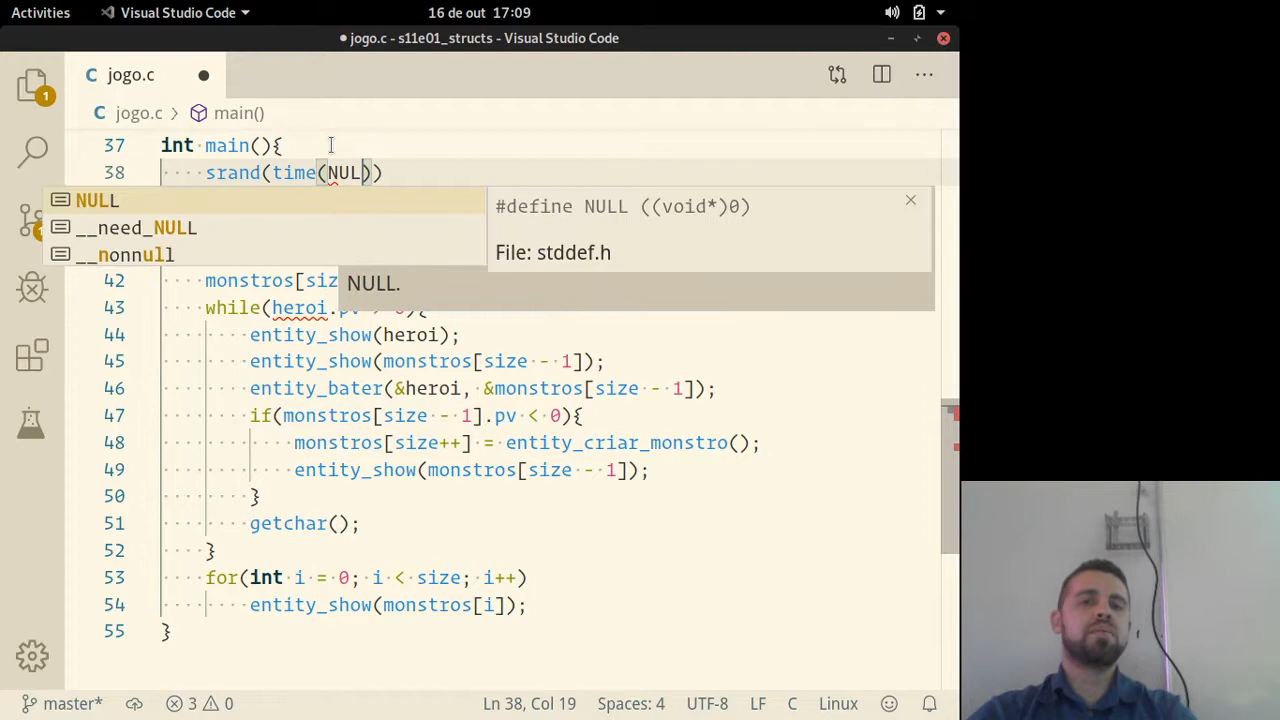 Activities Visual Studio Code 16 de out 17:09
● jogo.c - s11e01_structs - Visual Studio Code
jogo.c
jogo.c > main()
1
37 int main(){
38 srand(time(NUL))
NULL
__need_NULL
__nonnull
#define NULL ((void*)0)
File: stddef.h
NULL.
42 monstros[siz
43 while(heroi.pv > 0){
44 entity_show(heroi);
45 entity_show(monstros[size - 1]);
46 entity_bater(&heroi, &monstros[size - 1]);
47 if(monstros[size - 1].pv < 0){
48 monstros[size++] = entity_criar_monstro();
49 entity_show(monstros[size - 1]);
50 }
51 getchar();
52 }
53 for(int i = 0; i < size; i++)
54 entity_show(monstros[i]);
55 }
master* 3 0 Ln 38, Col 19 Spaces: 4 UTF-8 LF C Linux